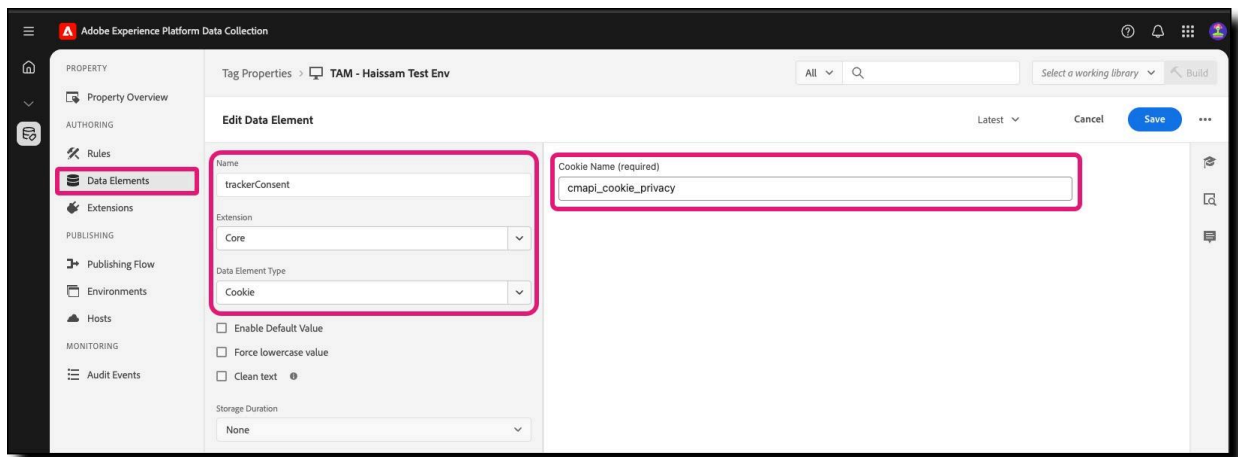 Adobe Experience Platform Data Collection
PROPERTY
Property Overview
AUTHORING
Rules
Data Elements
Extensions
PUBLISHING
Publishing Flow
Environments
Hosts
MONITORING
Audit Events
Tag Properties > TAM - Haissam Test Env
All
Select a working library
Build
Edit Data Element
Latest
Cancel
Save
Name
trackerConsent
Extension
Core
Data Element Type
Cookie
Enable Default Value
Force lowercase value
Clean text
Storage Duration
None
Cookie Name (required)
cmapi_cookie_privacy